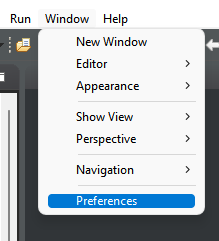 Run Window Help
New Window
Editor
Appearance
Show View
Perspective
Navigation
Preferences